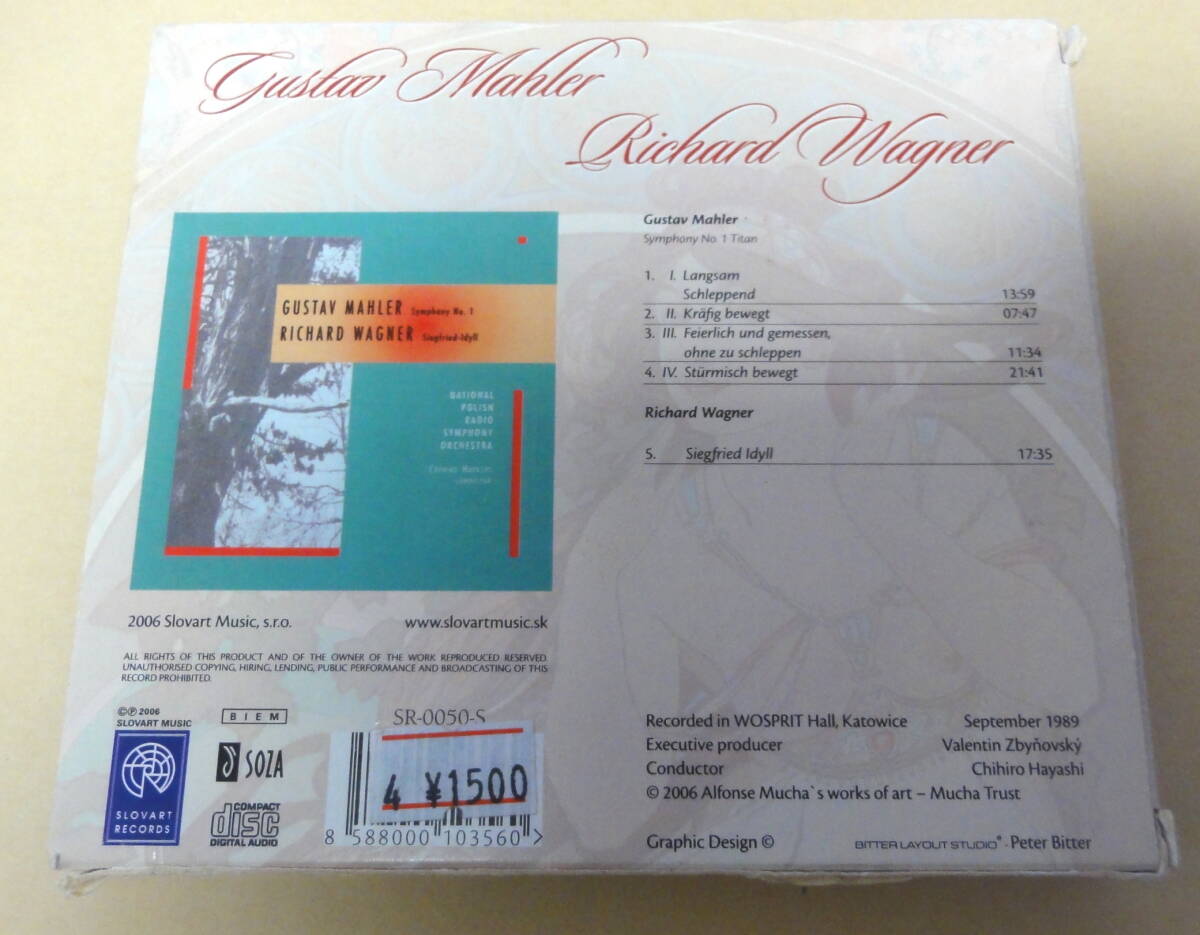 Gustav Mahler
Richard Wagner
GUSTAV MAHLER Symphony No. 1
RICHARD WAGNER Siegfried-Idyll
NATIONAL
POLISH
RADIO
SYMPHONY
ORCHESTRA
conductor
2006 Slovart Music, s.r.o. www.slovartmusic.sk
ALL RIGHTS OF THIS PRODUCT AND OF THE OWNER OF THE WORK REPRODUCED RESERVED.
UNAUTHORISED COPYING, HIRING, LENDING, PUBLIC PERFORMANCE AND BROADCASTING OF THIS
RECORD PROHIBITED.
©℗ 2006
SLOVART MUSIC
SLOVART
RECORDS
BIEM
SOZA
COMPACT
disc
DIGITAL AUDIO
SR-0050-S
4 ¥1500
8 588000 103560 >
Gustav Mahler
Symphony No. 1 Titan
1. I. Langsam
Schleppend 13:59
2. II. Kräfig bewegt 07:47
3. III. Feierlich und gemessen,
ohne zu schleppen 11:34
4. IV. Stürmisch bewegt 21:41
Richard Wagner
5. Siegfried Idyll 17:35
Recorded in WOSPRIT Hall, Katowice September 1989
Executive producer Valentin Zbyňovský
Conductor Chihiro Hayashi
© 2006 Alfonse Mucha`s works of art – Mucha Trust
Graphic Design © BITTER LAYOUT STUDIO® - Peter Bitter